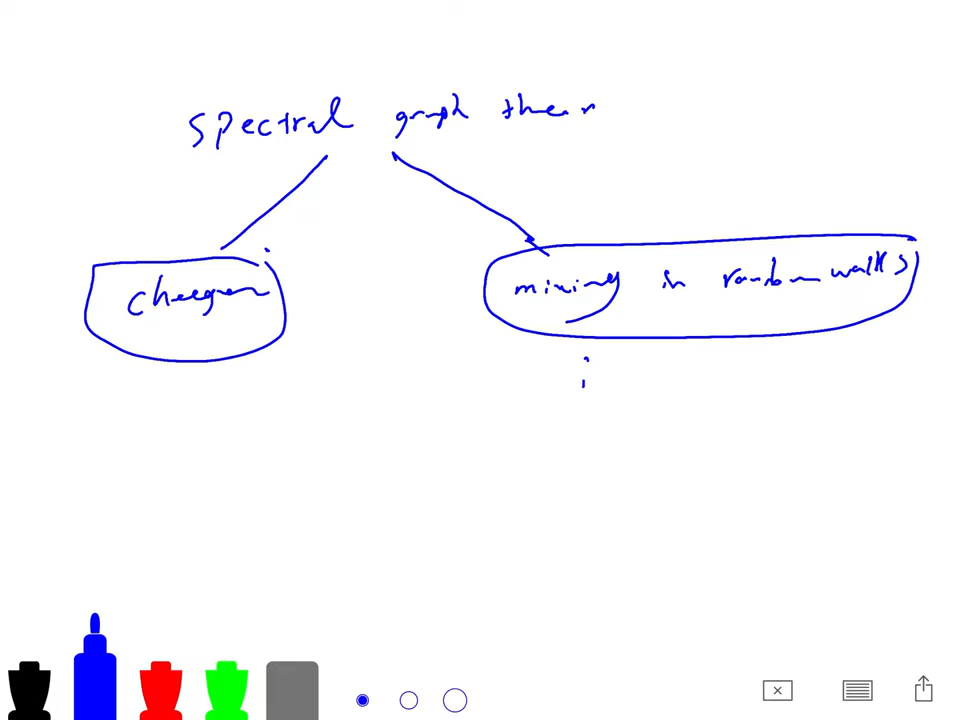 spectral graph theor
cheeger
mixing in random walks
i